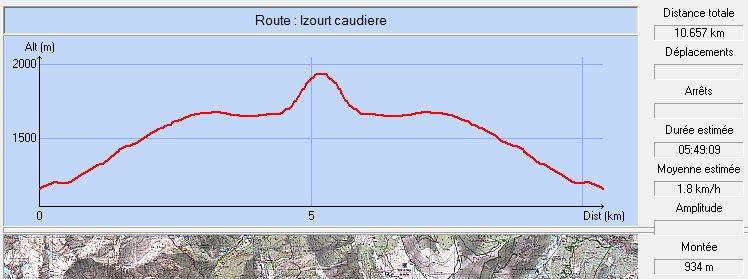 Route : Izourt caudiere
Alt (m)
2000
1500
0
5
Dist (km)
Distance totale
10.657 km
Déplacements
Arrêts
Durée estimée
05:49:09
Moyenne estimée
1.8 km/h
Amplitude
Montée
934 m